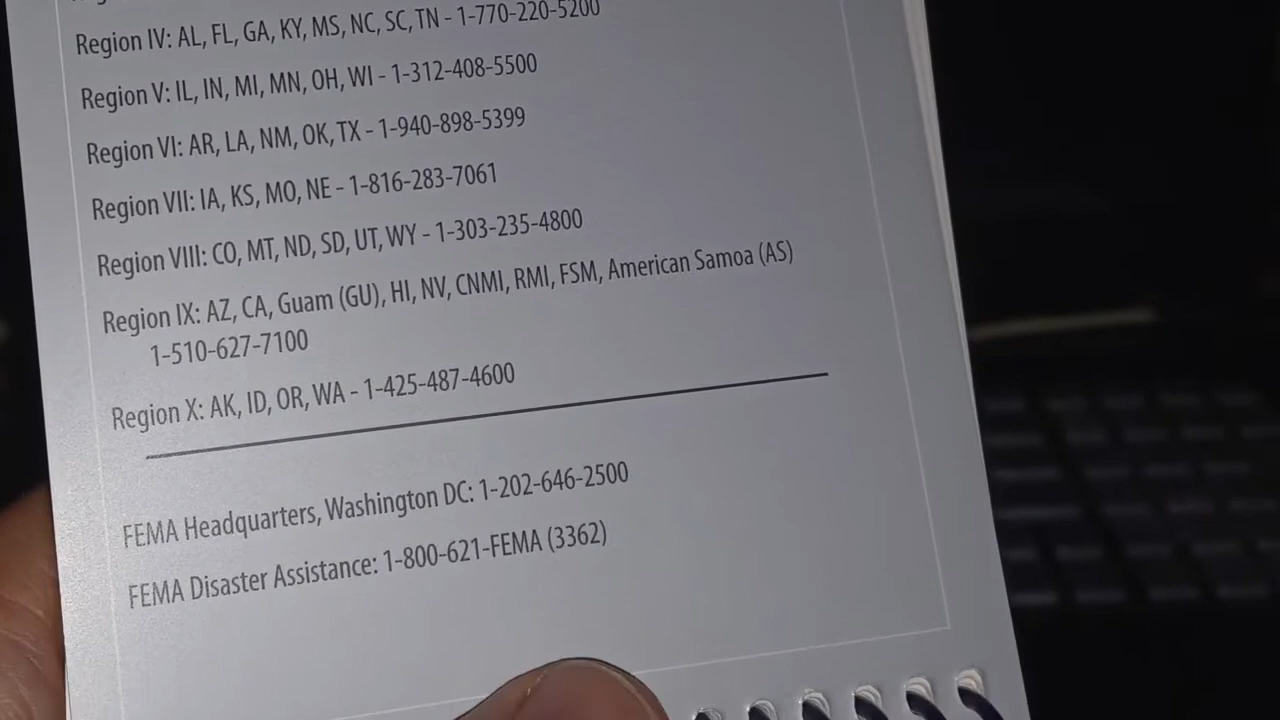 Region IV: AL, FL, GA, KY, MS, NC, SC, TN - 1-770-220-5200
Region V: IL, IN, MI, MN, OH, WI - 1-312-408-5500
Region VI: AR, LA, NM, OK, TX - 1-940-898-5399
Region VII: IA, KS, MO, NE - 1-816-283-7061
Region VIII: CO, MT, ND, SD, UT, WY - 1-303-235-4800
Region IX: AZ, CA, Guam (GU), HI, NV, CNMI, RMI, FSM, American Samoa (AS)
1-510-627-7100
Region X: AK, ID, OR, WA - 1-425-487-4600
FEMA Headquarters, Washington DC: 1-202-646-2500
FEMA Disaster Assistance: 1-800-621-FEMA (3362)